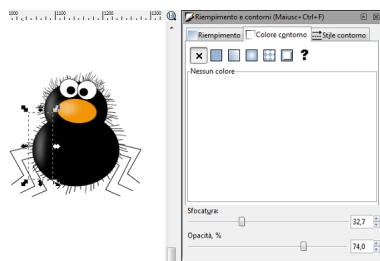 1000 1100 1200 1300
Riempimento e contorni (Maiusc+Ctrl+F)
Riempimento Colore contorno Stile contorno
?
Nessun colore
Sfocatura:
32,7
Opacità, %
74,0